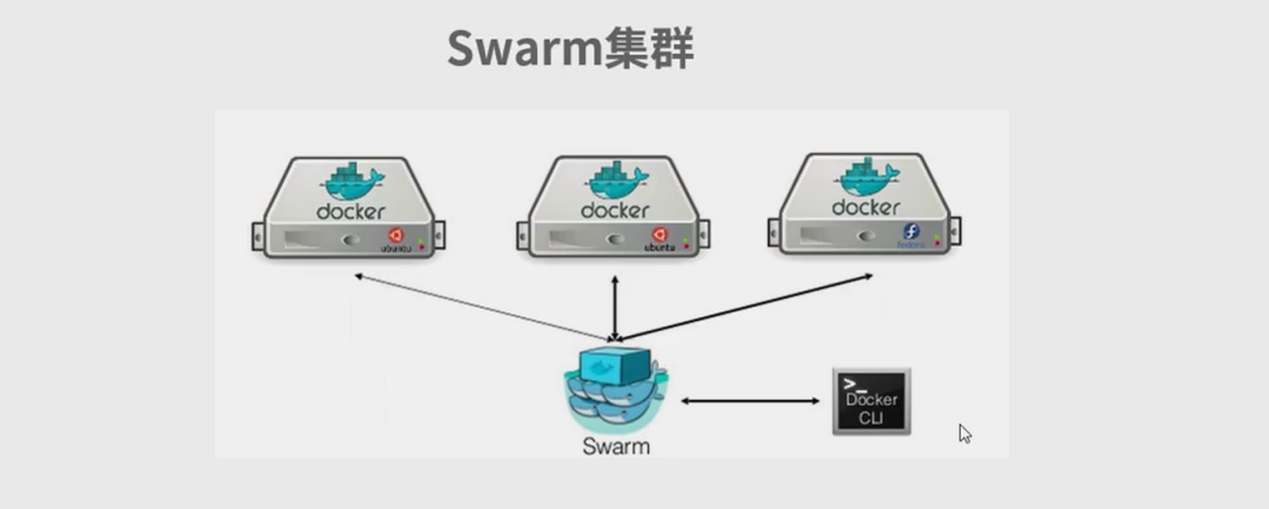 Swarm集群
docker
docker
docker
ubuntu
ubuntu
fedora
Swarm
>_
Docker
CLI